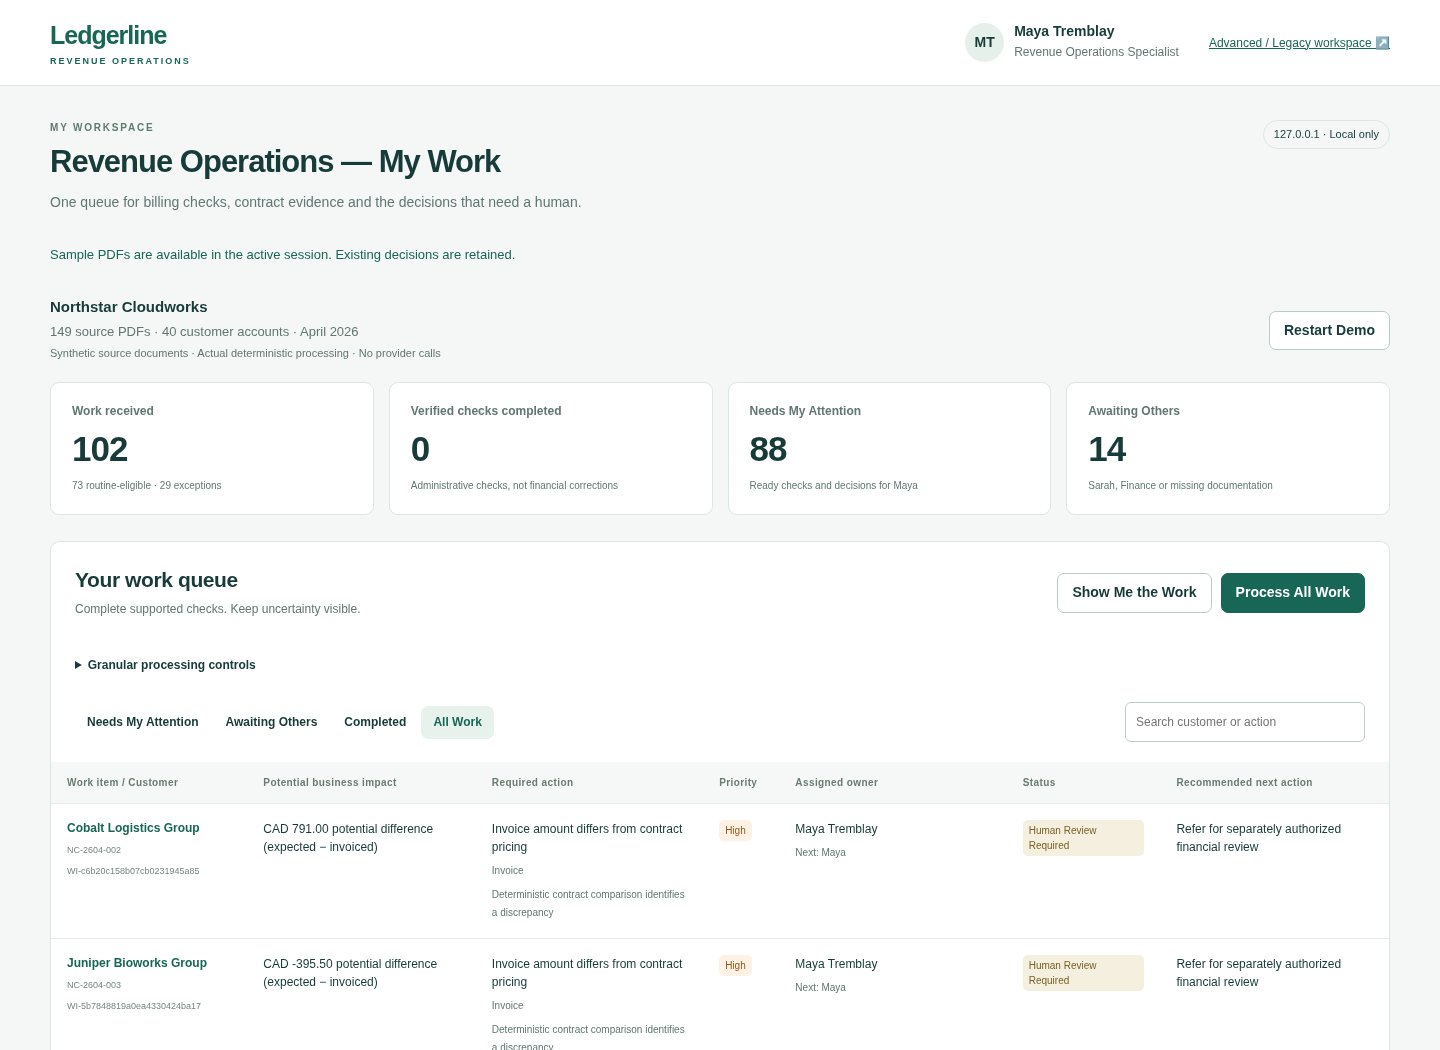 Ledgerline
REVENUE OPERATIONS
MT
Maya Tremblay
Revenue Operations Specialist
Advanced / Legacy workspace ↗
MY WORKSPACE
127.0.0.1 · Local only
Revenue Operations — My Work
One queue for billing checks, contract evidence and the decisions that need a human.
Sample PDFs are available in the active session. Existing decisions are retained.
Northstar Cloudworks
149 source PDFs · 40 customer accounts · April 2026
Synthetic source documents · Actual deterministic processing · No provider calls
Restart Demo
Work received
102
73 routine-eligible · 29 exceptions
Verified checks completed
0
Administrative checks, not financial corrections
Needs My Attention
88
Ready checks and decisions for Maya
Awaiting Others
14
Sarah, Finance or missing documentation
Your work queue
Complete supported checks. Keep uncertainty visible.
Show Me the Work
Process All Work
▶ Granular processing controls
Needs My Attention
Awaiting Others
Completed
All Work
Search customer or action
Work item / Customer
Potential business impact
Required action
Priority
Assigned owner
Status
Recommended next action
Cobalt Logistics Group
NC-2604-002
WI-c6b20c158b07cb0231945a85
CAD 791.00 potential difference
(expected − invoiced)
Invoice amount differs from contract
pricing
Invoice
Deterministic contract comparison identifies
a discrepancy
High
Maya Tremblay
Next: Maya
Human Review
Required
Refer for separately authorized
financial review
Juniper Bioworks Group
NC-2604-003
WI-5b7848819a0ea4330424ba17
CAD -395.50 potential difference
(expected − invoiced)
Invoice amount differs from contract
pricing
Invoice
Deterministic contract comparison identifies
a discrepancy
High
Maya Tremblay
Next: Maya
Human Review
Required
Refer for separately authorized
financial review